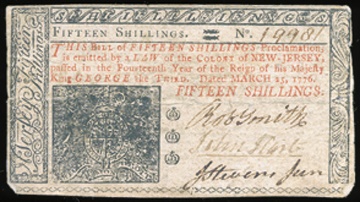 SHILLINGS.
FIFTEEN SHILLINGS. No. 19981
THIS Bill of FIFTEEN SHILLINGS Proclamation,
is emitted by a LAW of the COLONY of NEW-JERSEY,
passed in the Fourteenth Year of the Reign of his Majesty
King GEORGE the Third. Dated MARCH 25, 1776.
FIFTEEN SHILLINGS.
Rob Smith
John Hart
J Stevens Jun